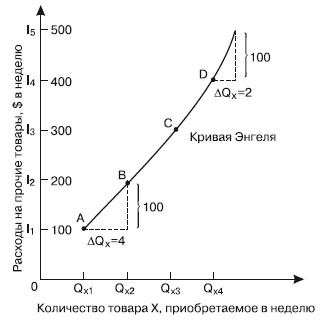 Расходы на прочие товары, $ в неделю
I5 500
I4 400
I3 300
I2 200
I1 100
0
A
B
C
D
100
ΔQx=2
Кривая Энгеля
100
ΔQx=4
Qx1 Qx2 Qx3 Qx4
Количество товара X, приобретаемое в неделю